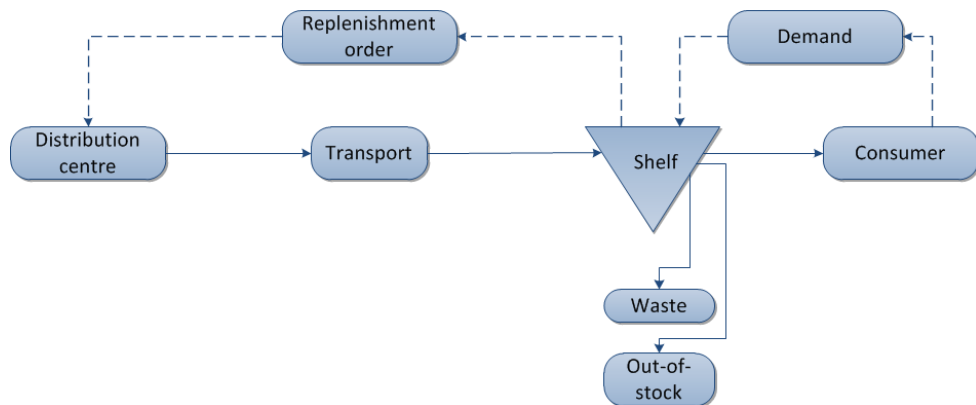 Replenishment
order
Demand
Distribution
centre
Transport
Shelf
Consumer
Waste
Out-of-
stock